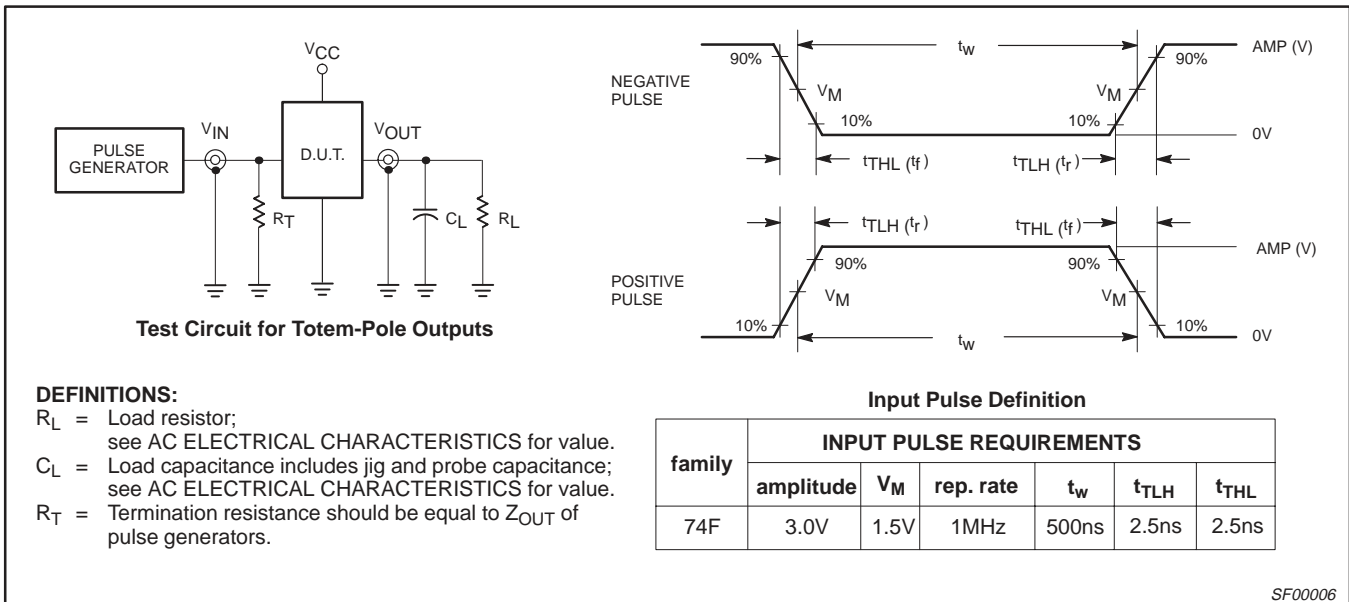 VCC
VIN
VOUT
PULSE
GENERATOR
D.U.T.
RT
CL
RL
Test Circuit for Totem-Pole Outputs
NEGATIVE
PULSE
90%
tw
90%
AMP (V)
VM
VM
10%
10%
0V
tTHL (tf)
tTLH (tr)
tTLH (tr)
tTHL (tf)
AMP (V)
90%
90%
POSITIVE
PULSE
VM
VM
10%
10%
tw
0V
Input Pulse Definition
DEFINITIONS:
RL = Load resistor;
see AC ELECTRICAL CHARACTERISTICS for value.
CL = Load capacitance includes jig and probe capacitance;
see AC ELECTRICAL CHARACTERISTICS for value.
RT = Termination resistance should be equal to ZOUT of
pulse generators.
family
INPUT PULSE REQUIREMENTS
amplitude VM rep. rate tw tTLH tTHL
74F 3.0V 1.5V 1MHz 500ns 2.5ns 2.5ns
SF00006